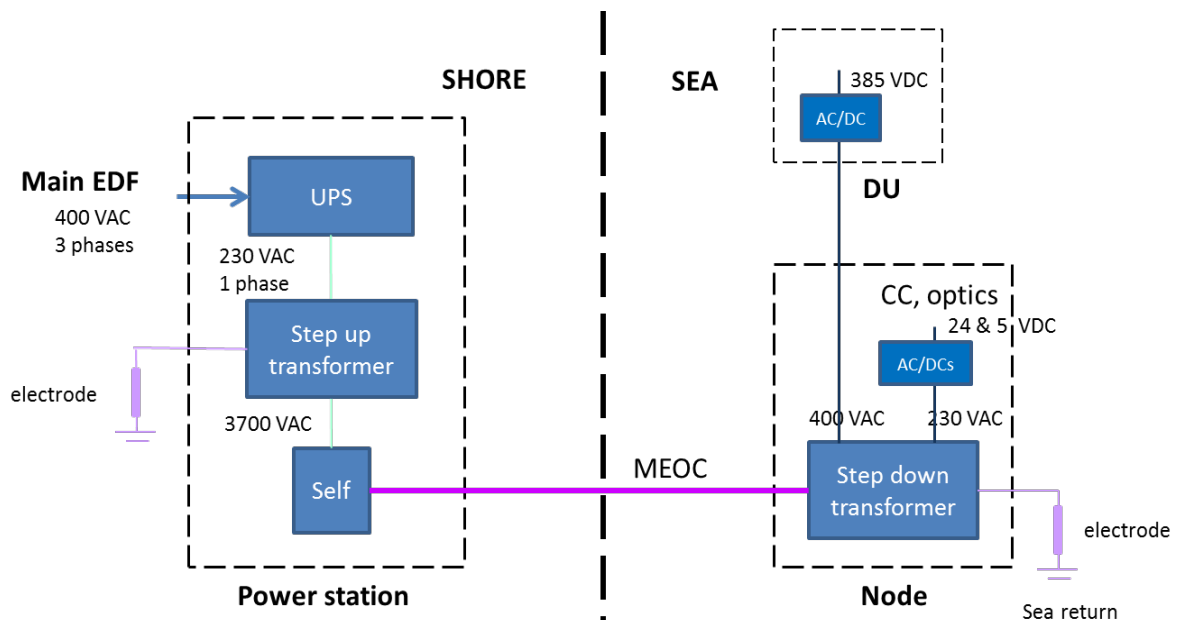 SHORE
SEA
385 VDC
AC/DC
DU
Main EDF
400 VAC
3 phases
UPS
230 VAC
1 phase
Step up
transformer
electrode
3700 VAC
Self
Power station
MEOC
CC, optics
24 & 5 VDC
AC/DCs
400 VAC
230 VAC
Step down
transformer
electrode
Node
Sea return